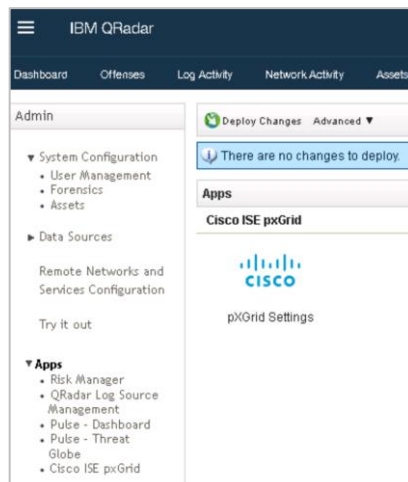 IBM QRadar
Dashboard Offenses Log Activity Network Activity Assets
Admin
Deploy Changes Advanced ▼
System Configuration
• User Management
• Forensics
• Assets
Data Sources
Remote Networks and
Services Configuration
Try it out
Apps
• Risk Manager
• QRadar Log Source
Management
• Pulse - Dashboard
• Pulse - Threat
Globe
• Cisco ISE pxGrid
There are no changes to deploy.
Apps
Cisco ISE pxGrid
CISCO
pXGrid Settings